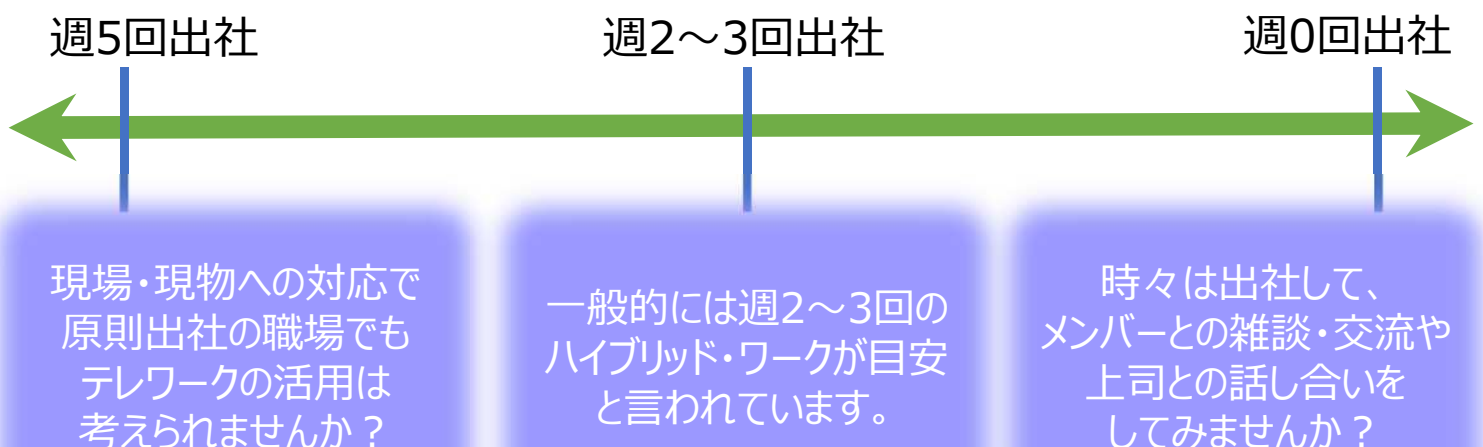 週5回出社
週2～3回出社
週0回出社
現場・現物への対応で
原則出社の職場でも
テレワークの活用は
考えられませんか？
一般的には週2～3回の
ハイブリッド・ワークが目安
と言われています。
時々は出社して、
メンバーとの雑談・交流や
上司との話し合いを
してみませんか？